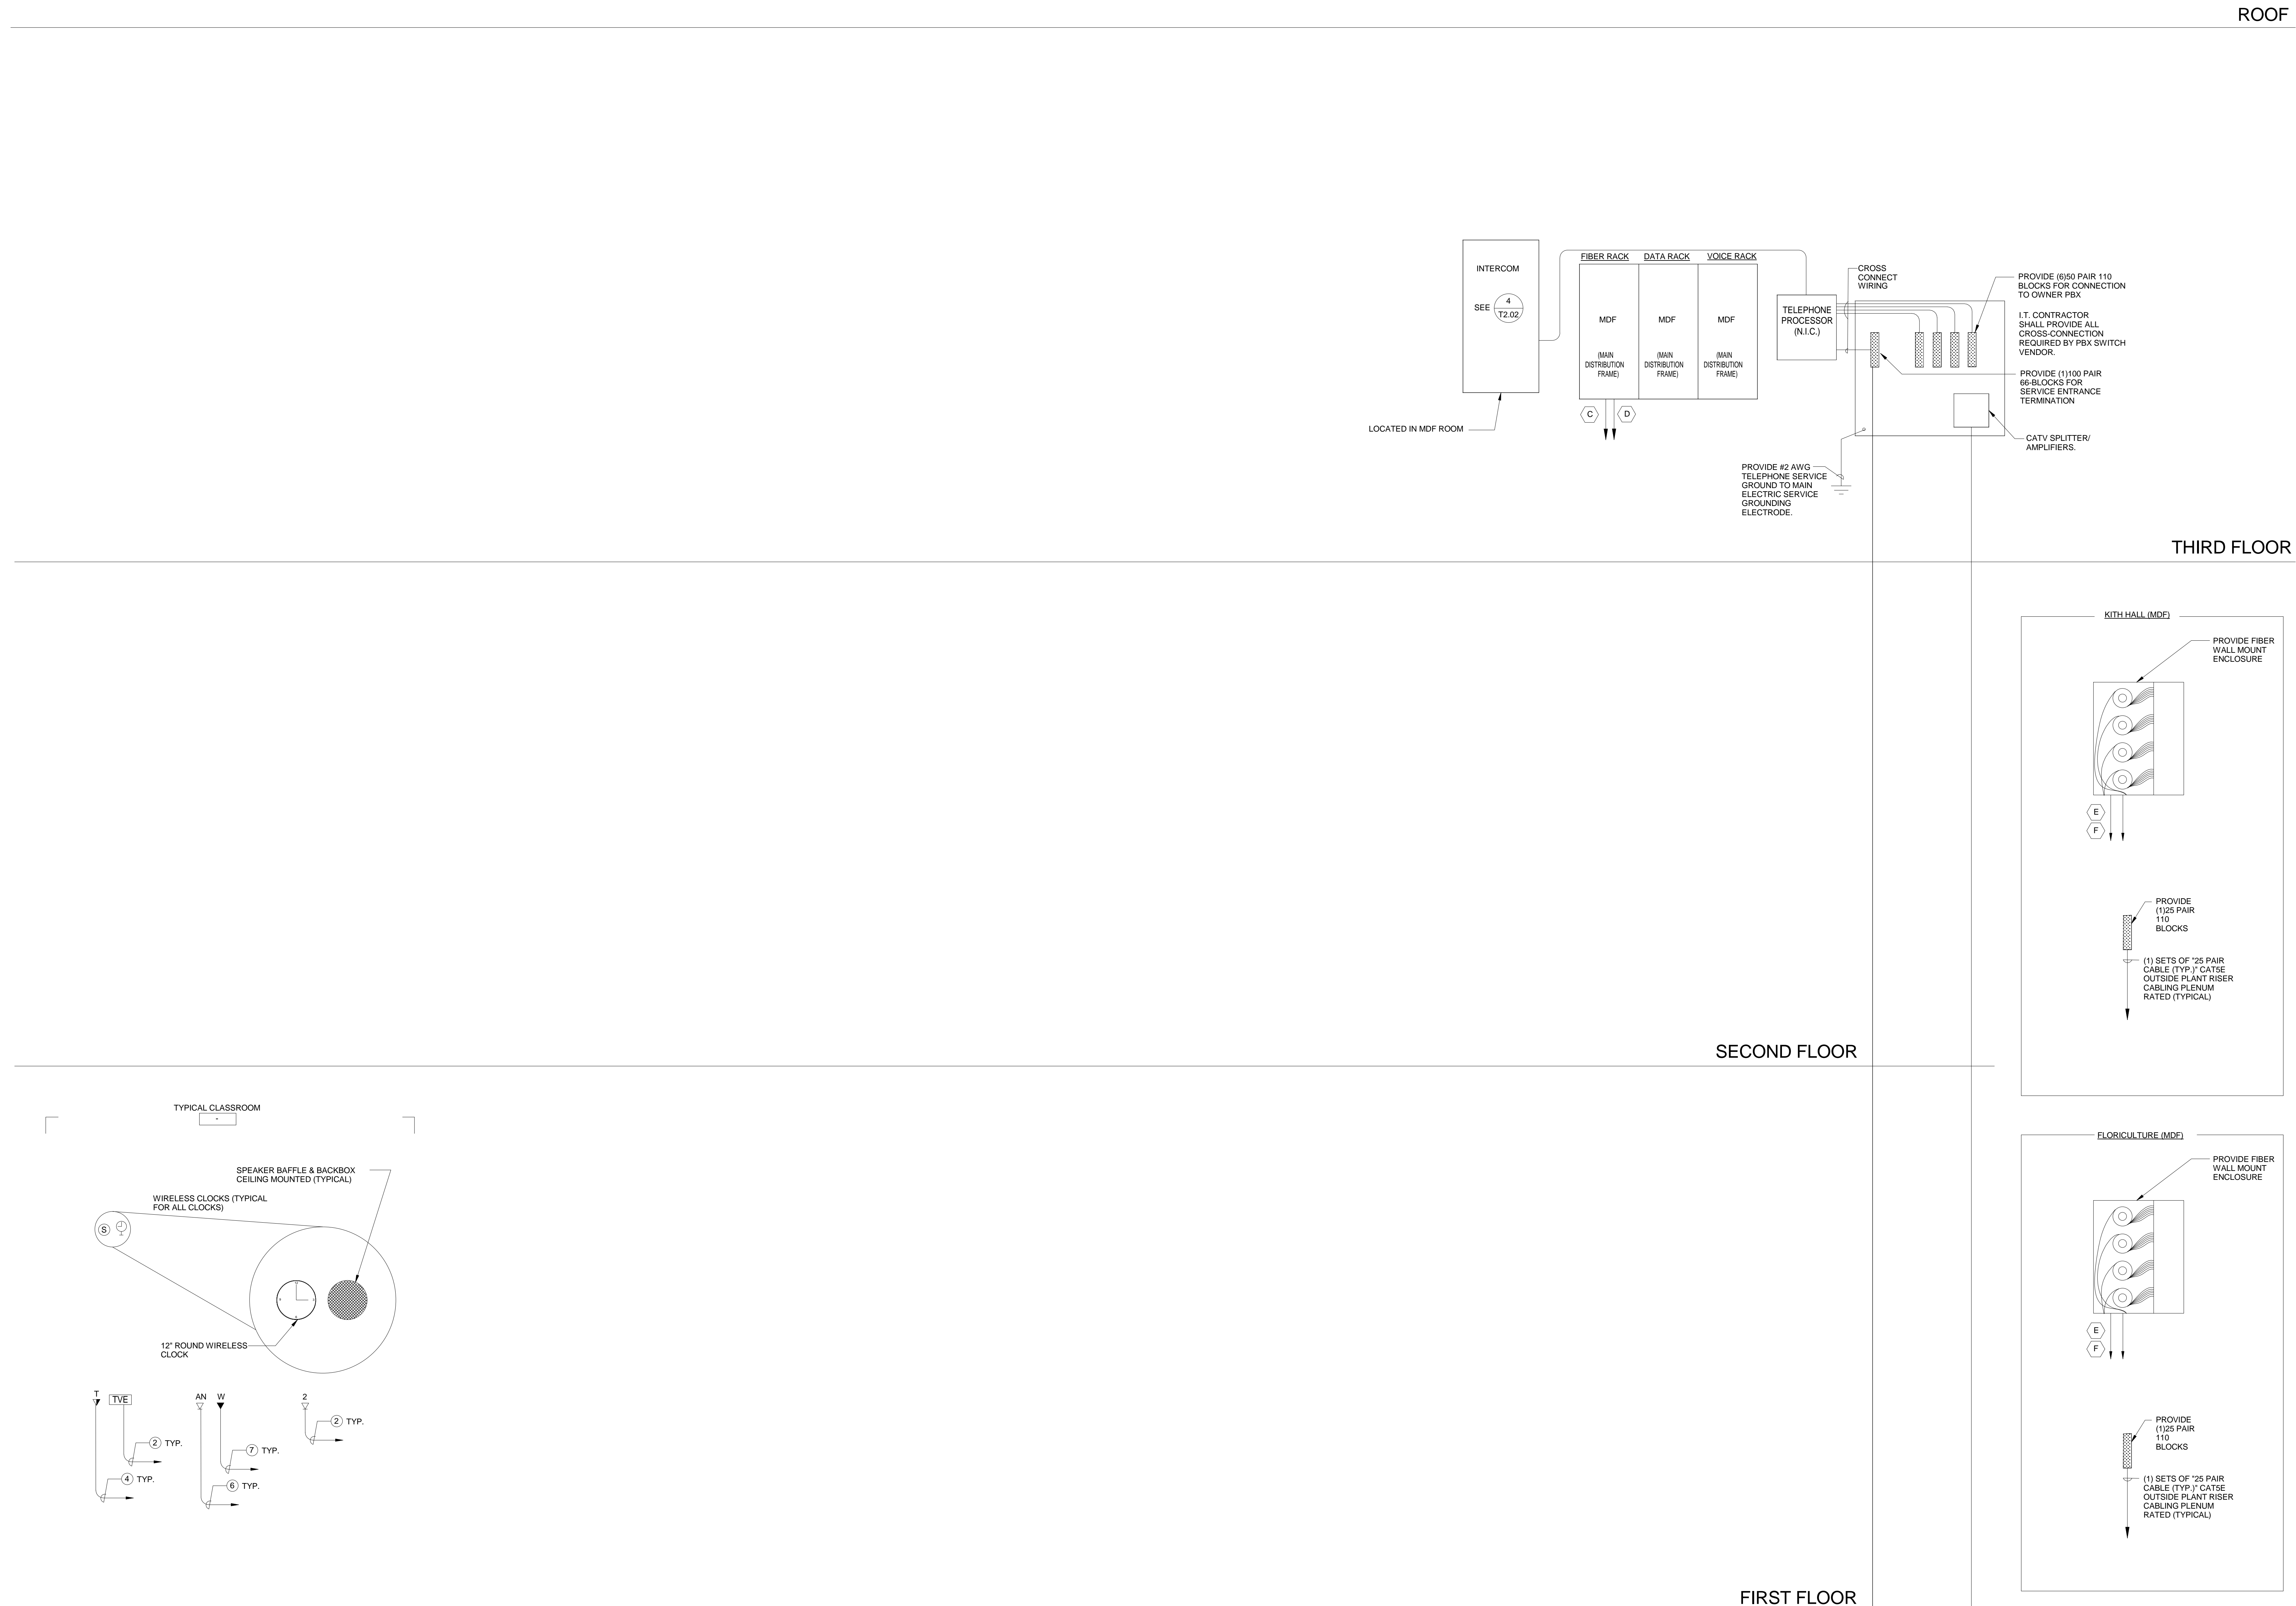 ROOF
FIBER RACK
DATA RACK
VOICE RACK
INTERCOM
SEE
4
T2.02
MDF
(MAIN
DISTRIBUTION
FRAME)
MDF
(MAIN
DISTRIBUTION
FRAME)
MDF
(MAIN
DISTRIBUTION
FRAME)
C
D
LOCATED IN MDF ROOM
TELEPHONE
PROCESSOR
(N.I.C.)
CROSS
CONNECT
WIRING
PROVIDE (6)50 PAIR 110
BLOCKS FOR CONNECTION
TO OWNER PBX
I.T. CONTRACTOR
SHALL PROVIDE ALL
CROSS-CONNECTION
REQUIRED BY PBX SWITCH
VENDOR.
PROVIDE (1)100 PAIR
66-BLOCKS FOR
SERVICE ENTRANCE
TERMINATION
CATV SPLITTER/
AMPLIFIERS.
PROVIDE #2 AWG
TELEPHONE SERVICE
GROUND TO MAIN
ELECTRIC SERVICE
GROUNDING
ELECTRODE.
THIRD FLOOR
KITH HALL (MDF)
PROVIDE FIBER
WALL MOUNT
ENCLOSURE
E
F
PROVIDE
(1)25 PAIR
110
BLOCKS
(1) SETS OF "25 PAIR
CABLE (TYP.)" CAT5E
OUTSIDE PLANT RISER
CABLING PLENUM
RATED (TYPICAL)
SECOND FLOOR
TYPICAL CLASSROOM
SPEAKER BAFFLE & BACKBOX
CEILING MOUNTED (TYPICAL)
WIRELESS CLOCKS (TYPICAL
FOR ALL CLOCKS)
S
12" ROUND WIRELESS
CLOCK
T
TVE
AN
W
2
2 TYP.
2 TYP.
7 TYP.
4 TYP.
6 TYP.
FLORICULTURE (MDF)
PROVIDE FIBER
WALL MOUNT
ENCLOSURE
E
F
PROVIDE
(1)25 PAIR
110
BLOCKS
(1) SETS OF "25 PAIR
CABLE (TYP.)" CAT5E
OUTSIDE PLANT RISER
CABLING PLENUM
RATED (TYPICAL)
FIRST FLOOR